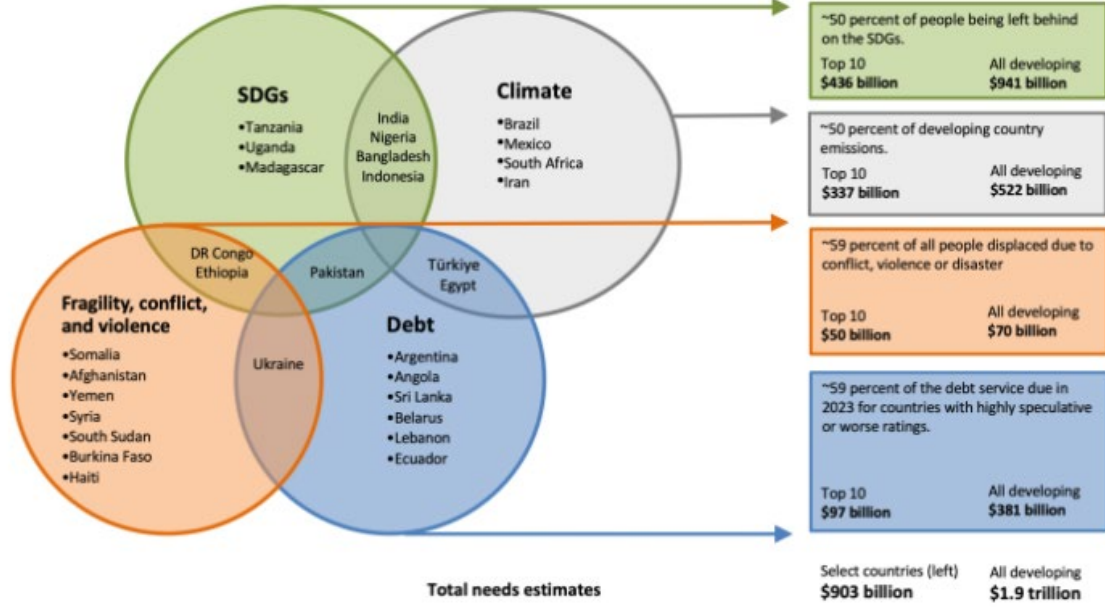 SDGs
•Tanzania
•Uganda
•Madagascar
India
Nigeria
Bangladesh
Indonesia
Climate
•Brazil
•Mexico
•South Africa
•Iran
DR Congo
Ethiopia
Pakistan
Türkiye
Egypt
Fragility, conflict,
and violence
•Somalia
•Afghanistan
•Yemen
•Syria
•South Sudan
•Burkina Faso
•Haiti
Ukraine
Debt
•Argentina
•Angola
•Sri Lanka
•Belarus
•Lebanon
•Ecuador
~50 percent of people being left behind
on the SDGs.
Top 10 All developing
$436 billion $941 billion
~50 percent of developing country
emissions.
Top 10 All developing
$337 billion $522 billion
~59 percent of all people displaced due to
conflict, violence or disaster
Top 10 All developing
$50 billion $70 billion
~59 percent of the debt service due in
2023 for countries with highly speculative
or worse ratings.
Top 10 All developing
$97 billion $381 billion
Total needs estimates
Select countries (left) All developing
$903 billion $1.9 trillion